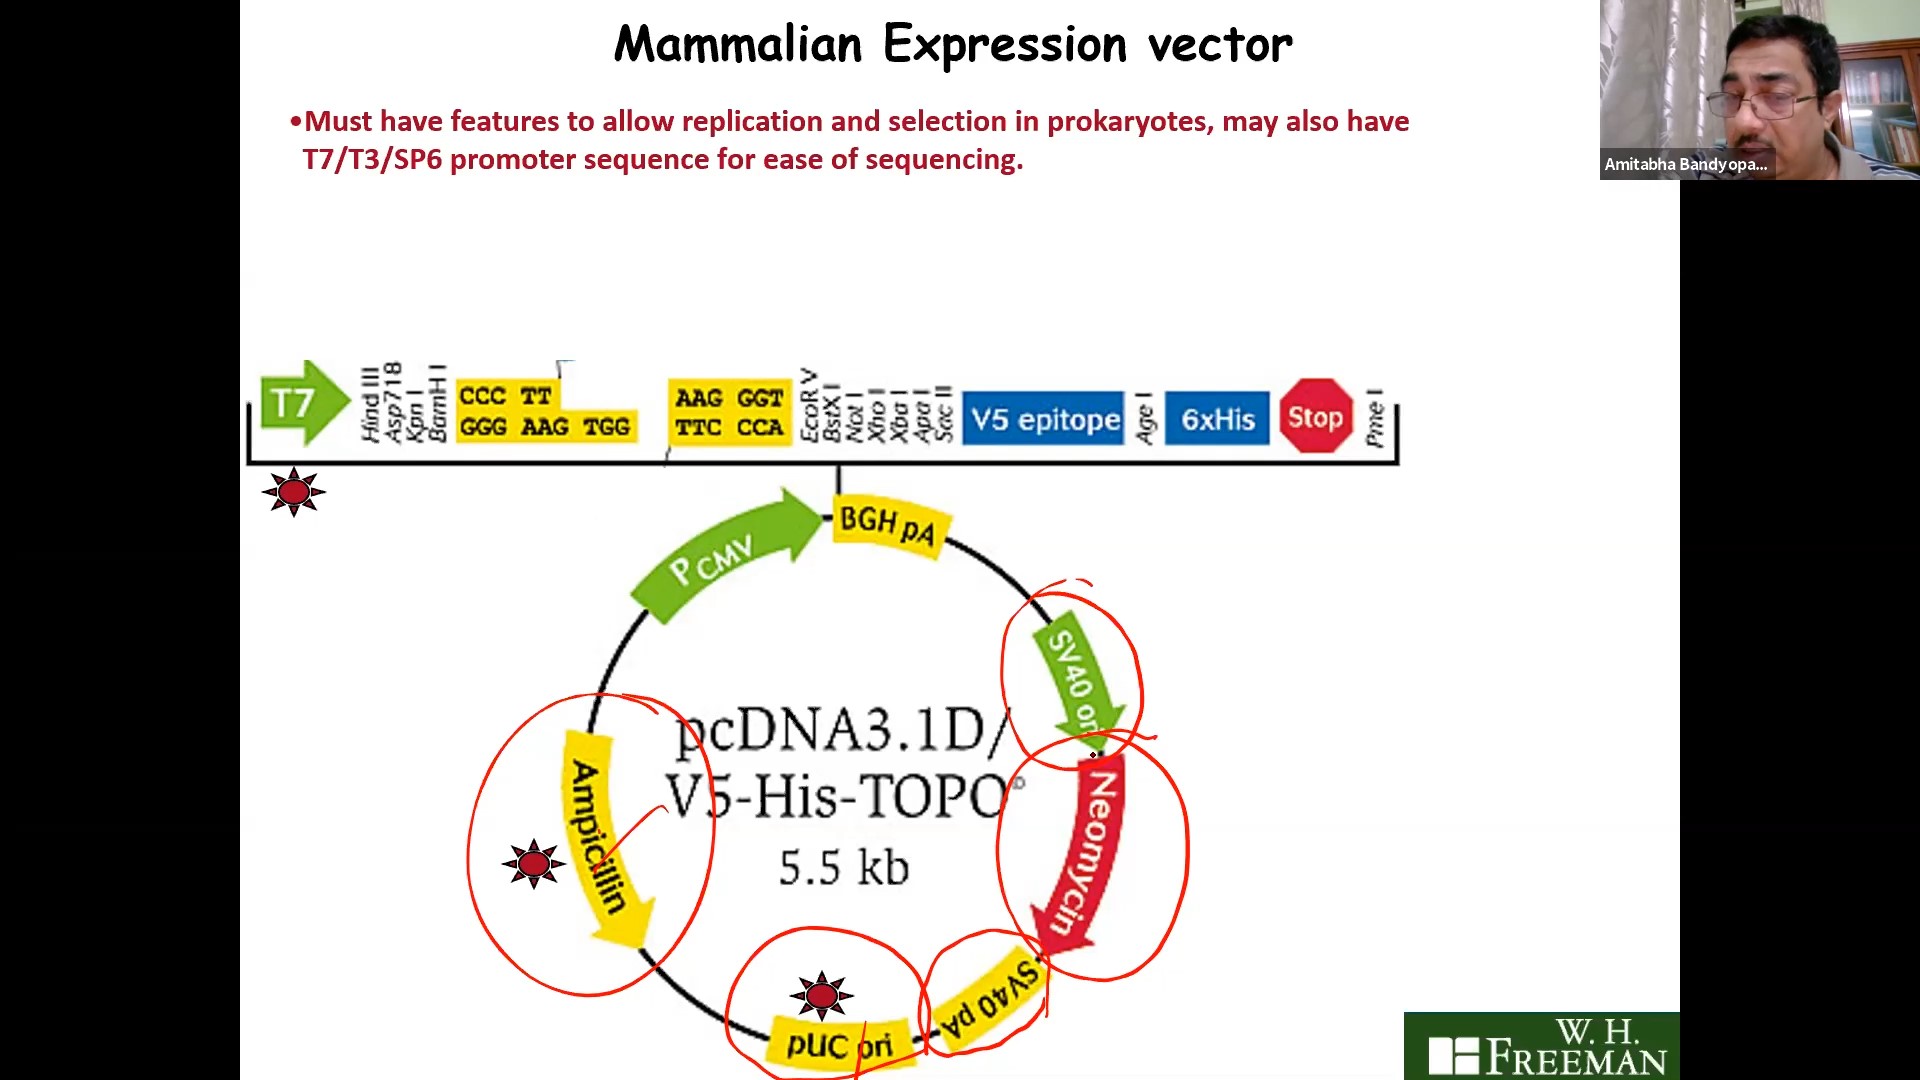 Mammalian Expression vector
•Must have features to allow replication and selection in prokaryotes, may also have
T7/T3/SP6 promoter sequence for ease of sequencing.
Amitabha Bandyopa...
T7
Hind III
Asp718
Kpn I
BamH I
CCC TT
GGG AAG TGG
AAG GGT
TTC CCA
EcoR V
BstX I
Not I
Xho I
Xba I
Apa I
Sac II
V5 epitope
Age I
6xHis
Stop
Pme I
PCMV
BGH pA
SV40 ori
Neomycin
SV40 pA
pUC ori
Ampicillin
pcDNA3.1D/
V5-His-TOPO®
5.5 kb
W. H.
FREEMAN